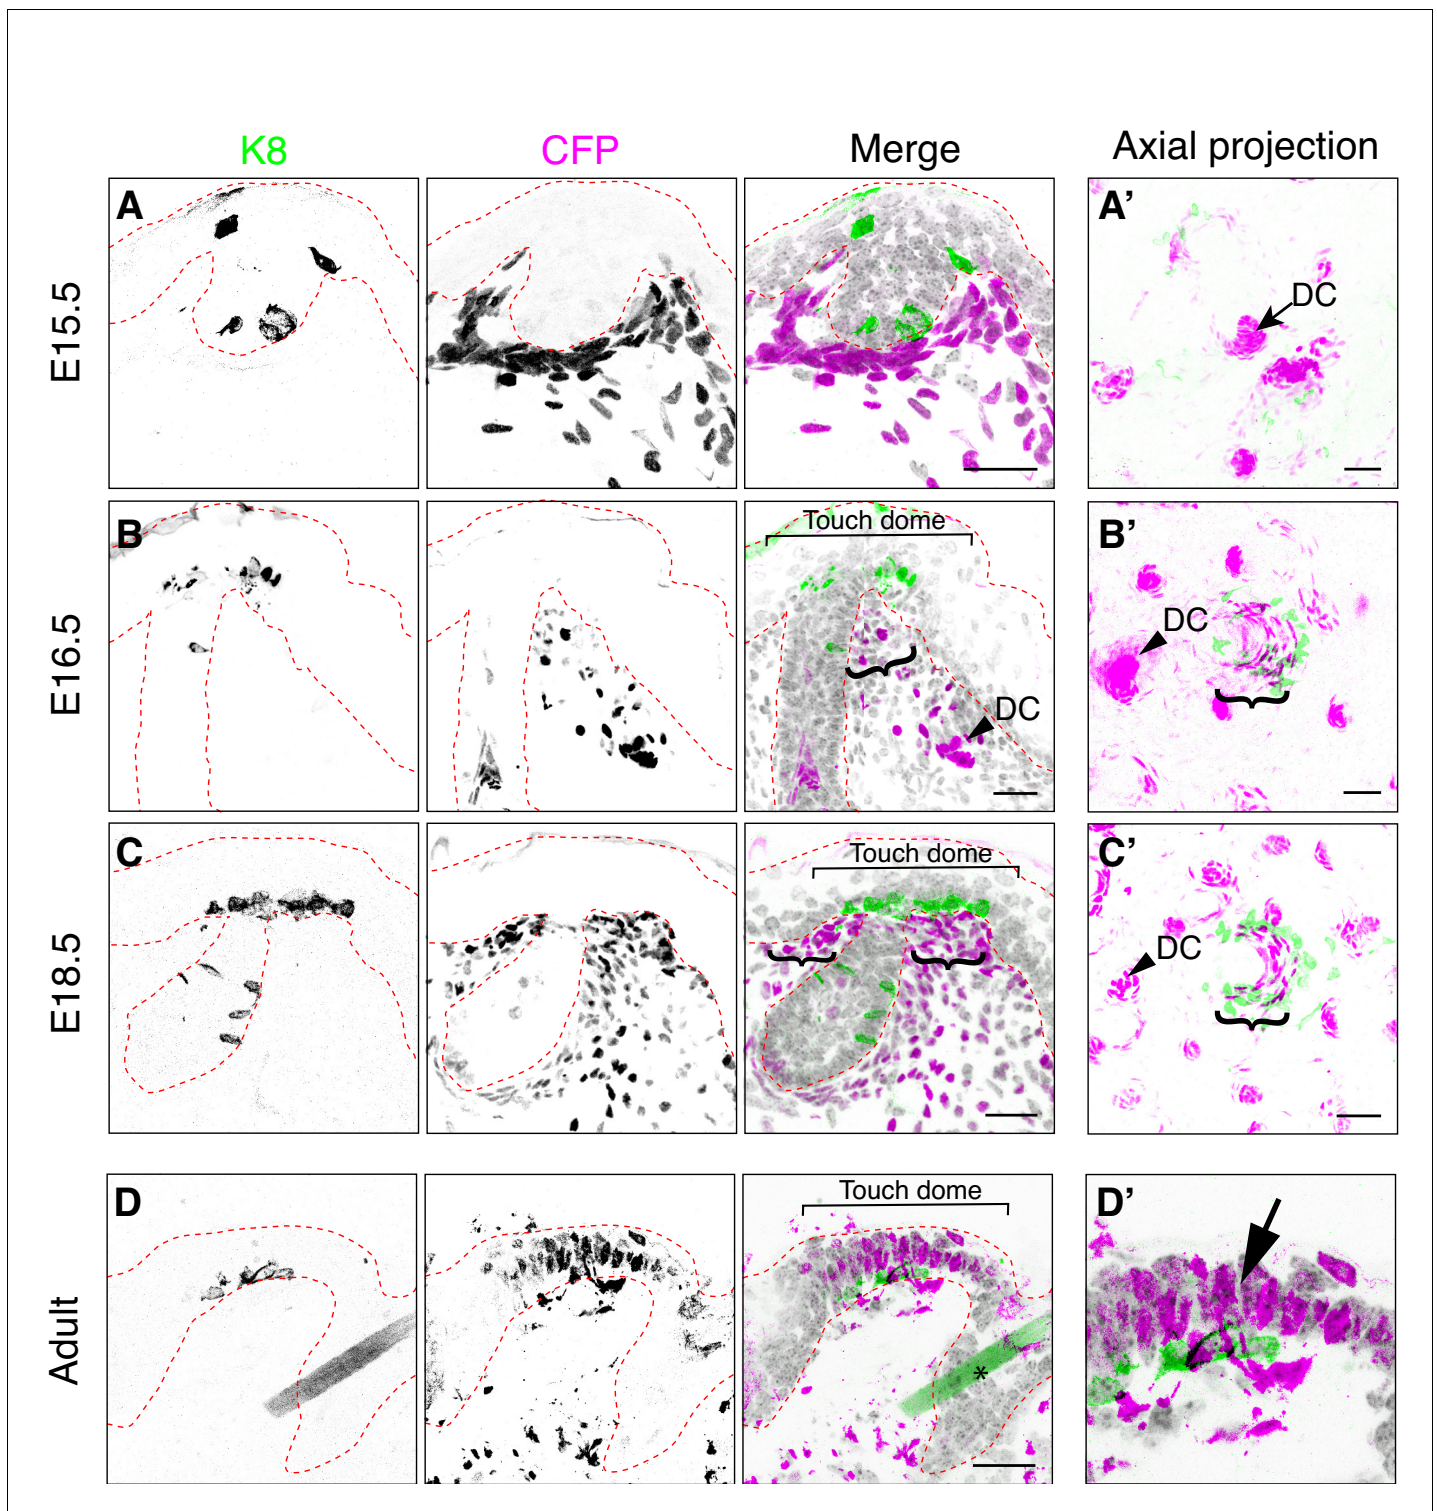 K8 CFP Merge Axial projection
E15.5
A
A’
DC
E16.5
B
Touch dome
DC
B’
DC
E18.5
C
Touch dome
C’
DC
Adult
D
Touch dome
*
D’